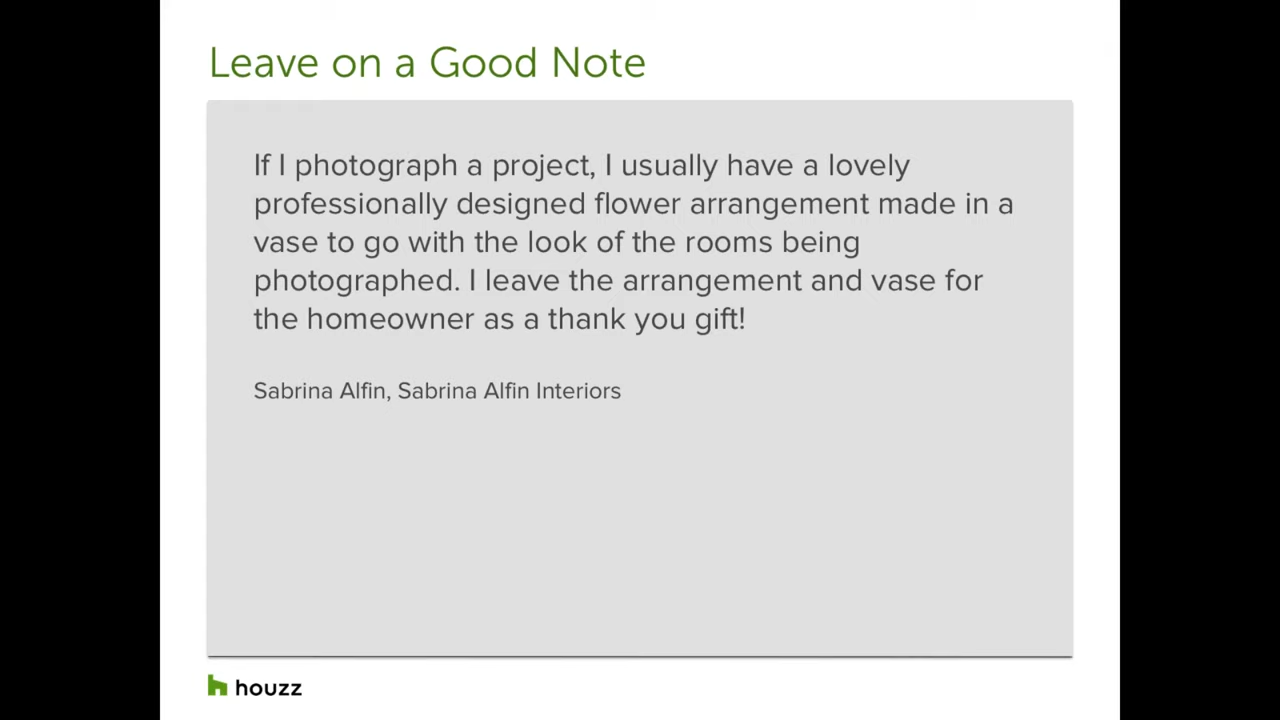 Leave on a Good Note
If I photograph a project, I usually have a lovely
professionally designed flower arrangement made in a
vase to go with the look of the rooms being
photographed. I leave the arrangement and vase for
the homeowner as a thank you gift!
Sabrina Alfin, Sabrina Alfin Interiors
houzz